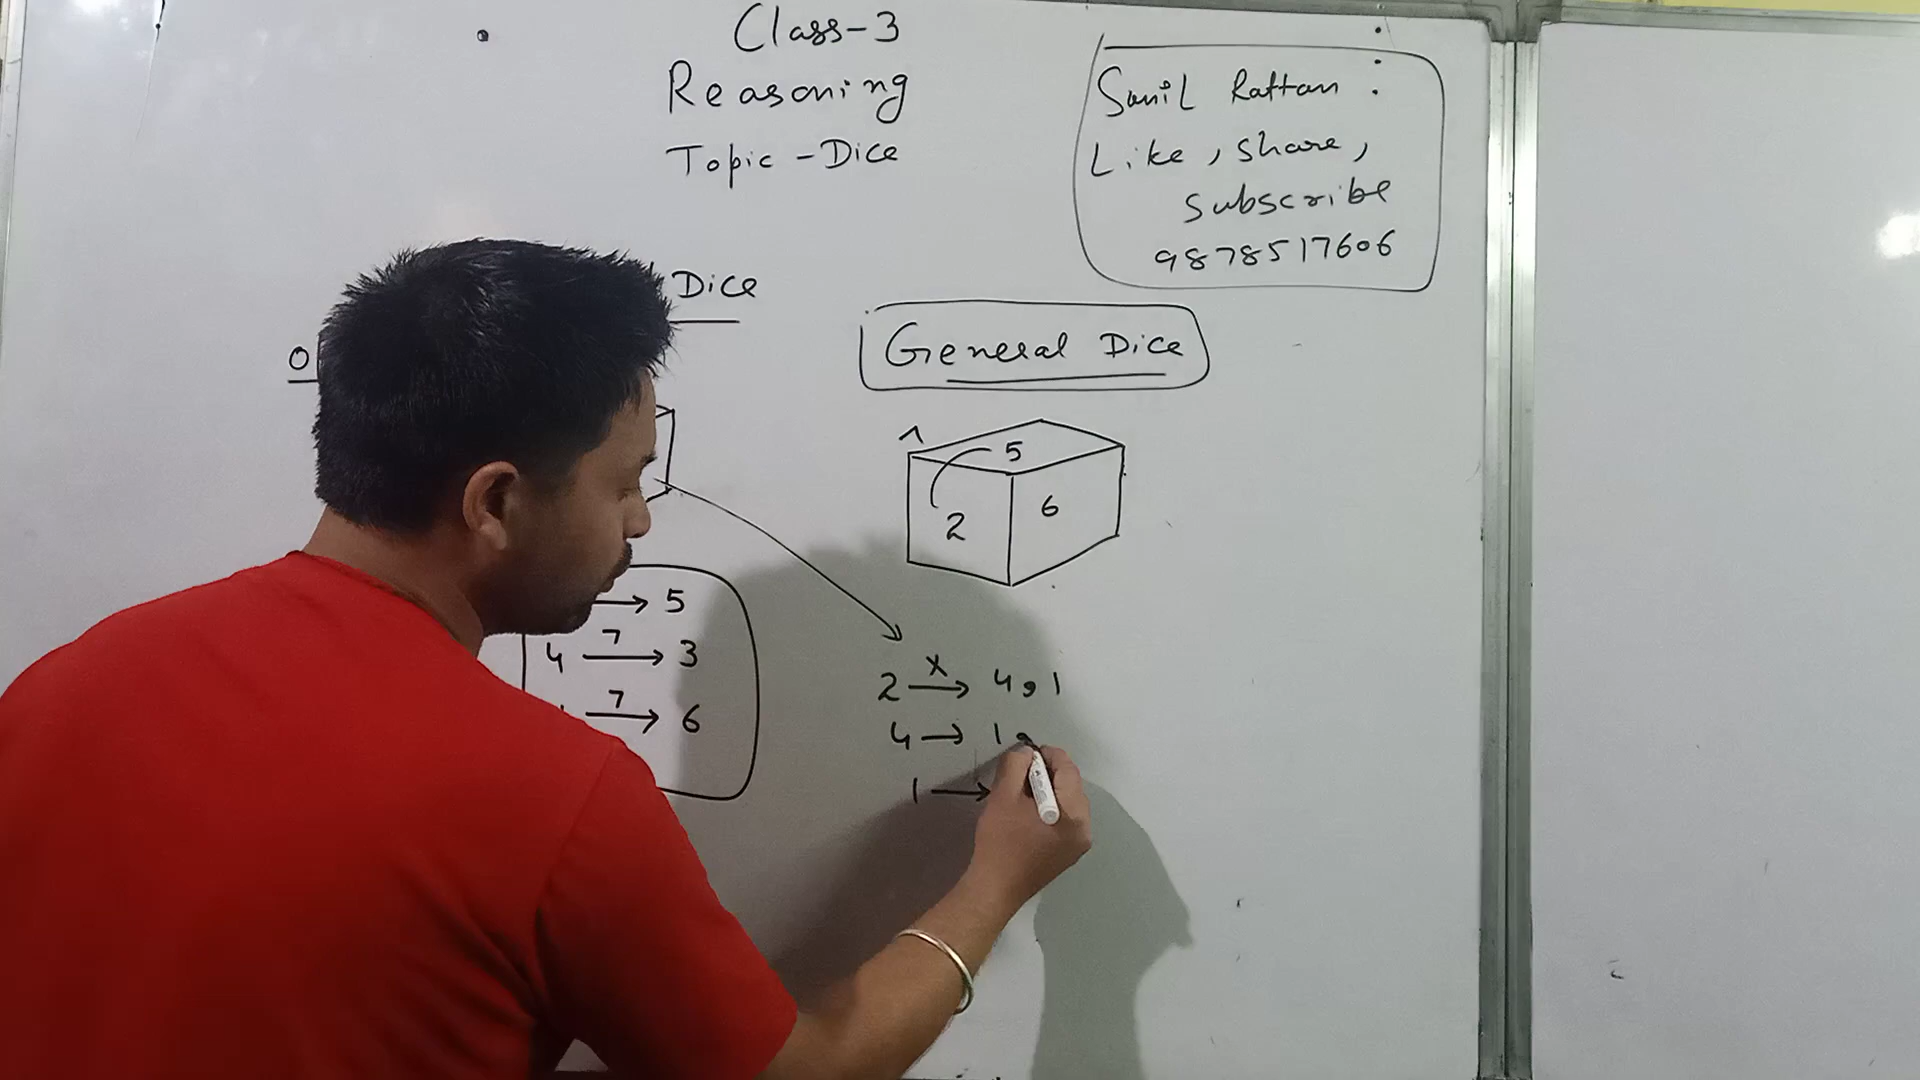 Class-3
Reasoning
Topic - Dice
Sunil Rattan :
Like, Share,
Subscribe
9878517606
Dice
General Dice
5
2 6
→ 5
4 7→ 3
7→ 6
2 x→ 4, 1
4 → 1,
1 →